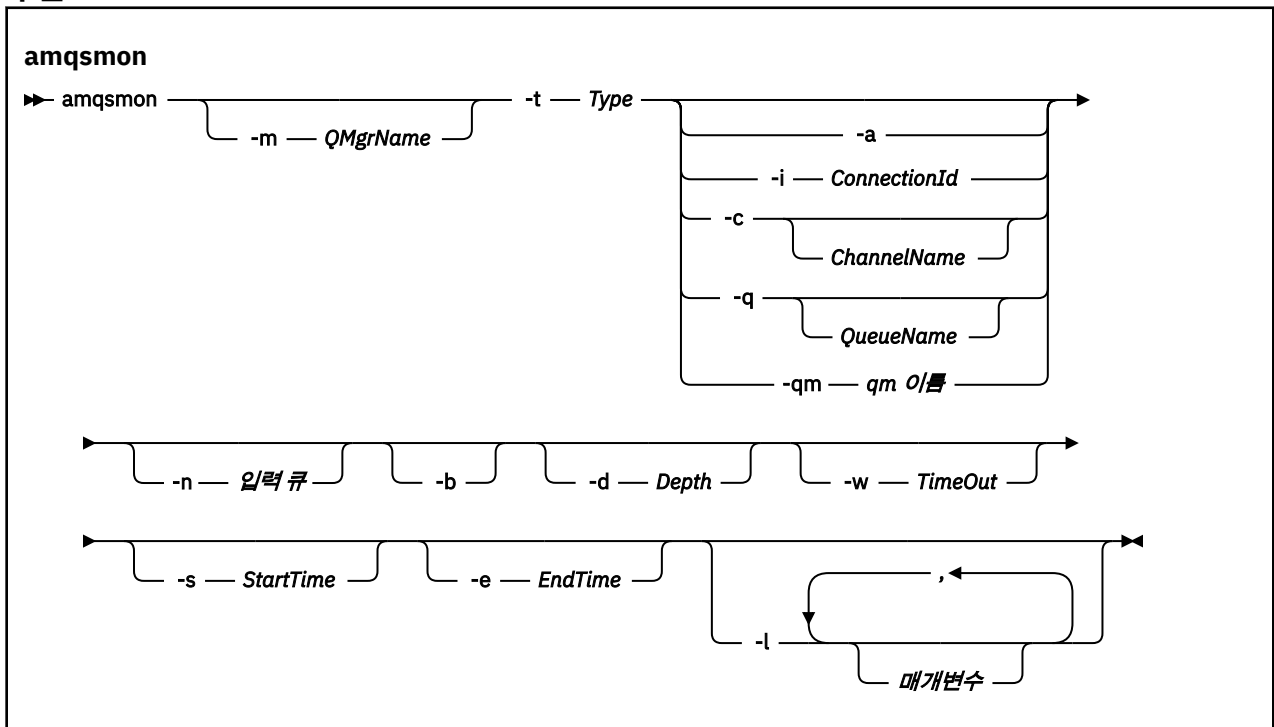 amqsmon
amqsmon -t Type
-m QMgrName
-a
-i ConnectionId
-c
ChannelName
-q
QueueName
-qm qm 이름
-n 입력 큐 -b -d Depth -w TimeOut
-s StartTime -e EndTime
,
-l
매개변수